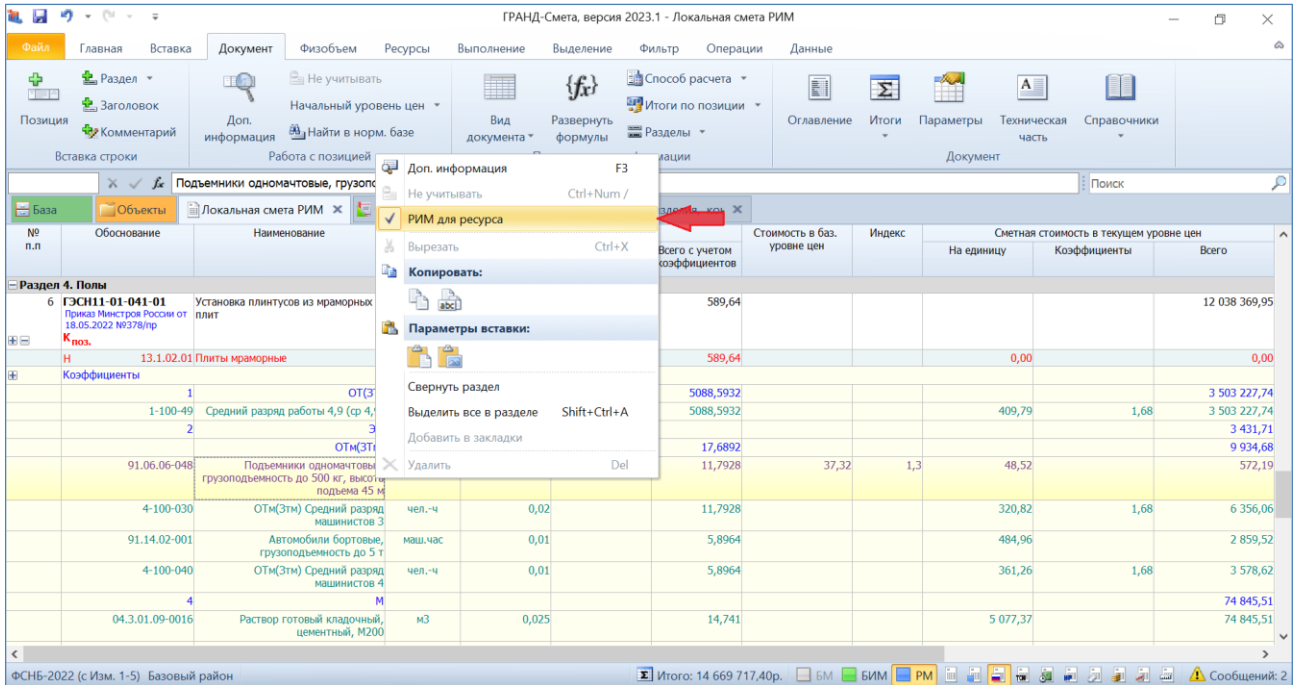 ГРАНД-Смета, версия 2023.1 - Локальная смета РИМ
Файл Главная Вставка Документ Физобъем Ресурсы Выполнение Выделение Фильтр Операции Данные
Позиция
Раздел
Заголовок
Комментарий
Вставка строки
Доп. информация
Не учитывать
Начальный уровень цен
Найти в норм. базе
Работа с позицией
Вид документа
Развернуть формулы
Способ расчета
Итоги по позиции
Разделы
Оглавление
Итоги
Параметры
Техническая часть
Справочники
Документ
fx Подъемники одномачтовые, грузопо
Поиск
База Объекты Локальная смета РИМ
Доп. информация F3
Не учитывать Ctrl+Num /
РИМ для ресурса
Вырезать Ctrl+X
Копировать:
abc
Параметры вставки:
Свернуть раздел
Выделить все в разделе Shift+Ctrl+A
Добавить в закладки
Удалить Del
№ п.п Обоснование Наименование Всего с учетом коэффициентов Стоимость в баз. уровне цен Индекс Сметная стоимость в текущем уровне цен
На единицу Коэффициенты Всего
Раздел 4. Полы
6 ГЭСН11-01-041-01 Установка плинтусов из мраморных плит 589,64 12 038 369,95
Приказ Минстроя России от 18.05.2022 №378/пр
Кпоз.
Н 13.1.02.01 Плиты мраморные 589,64 0,00 0,00
Коэффициенты
1 ОТ(З 5088,5932 3 503 227,74
1-100-49 Средний разряд работы 4,9 (ср 4, 5088,5932 409,79 1,68 3 503 227,74
2 Э 3 431,71
ОТм(ЗТ 17,6892 9 934,68
91.06.06-048 Подъемники одномачтовы грузоподъемность до 500 кг, высота подъема 45 м 11,7928 37,32 1,3 48,52 572,19
4-100-030 ОТм(Зтм) Средний разряд машинистов 3 чел.-ч 0,02 11,7928 320,82 1,68 6 356,06
91.14.02-001 Автомобили бортовые, грузоподъемность до 5 т маш.час 0,01 5,8964 484,96 2 859,52
4-100-040 ОТм(Зтм) Средний разряд машинистов 4 чел.-ч 0,01 5,8964 361,26 1,68 3 578,62
4 М 74 845,51
04.3.01.09-0016 Раствор готовый кладочный, цементный, М200 м3 0,025 14,741 5 077,37 74 845,51
ФСНБ-2022 (с Изм. 1-5) Базовый район Итого: 14 669 717,40р. БМ БИМ РМ Сообщений: 2